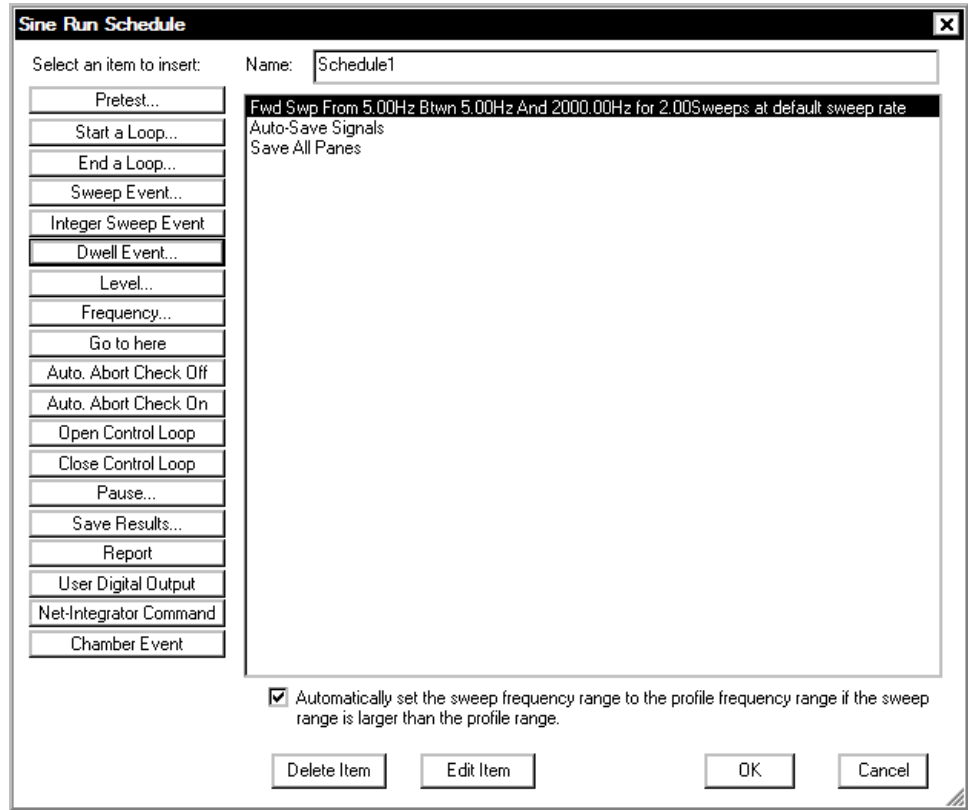 Sine Run Schedule
Select an item to insert:
Name: Schedule1
Pretest...
Start a Loop...
End a Loop...
Sweep Event...
Integer Sweep Event
Dwell Event...
Level...
Frequency...
Go to here
Auto. Abort Check Off
Auto. Abort Check On
Open Control Loop
Close Control Loop
Pause...
Save Results...
Report
User Digital Output
Net-Integrator Command
Chamber Event
Fwd Swp From 5.00Hz Btwn 5.00Hz And 2000.00Hz for 2.00Sweeps at default sweep rate
Auto-Save Signals
Save All Panes
Automatically set the sweep frequency range to the profile frequency range if the sweep
range is larger than the profile range.
Delete Item
Edit Item
OK
Cancel